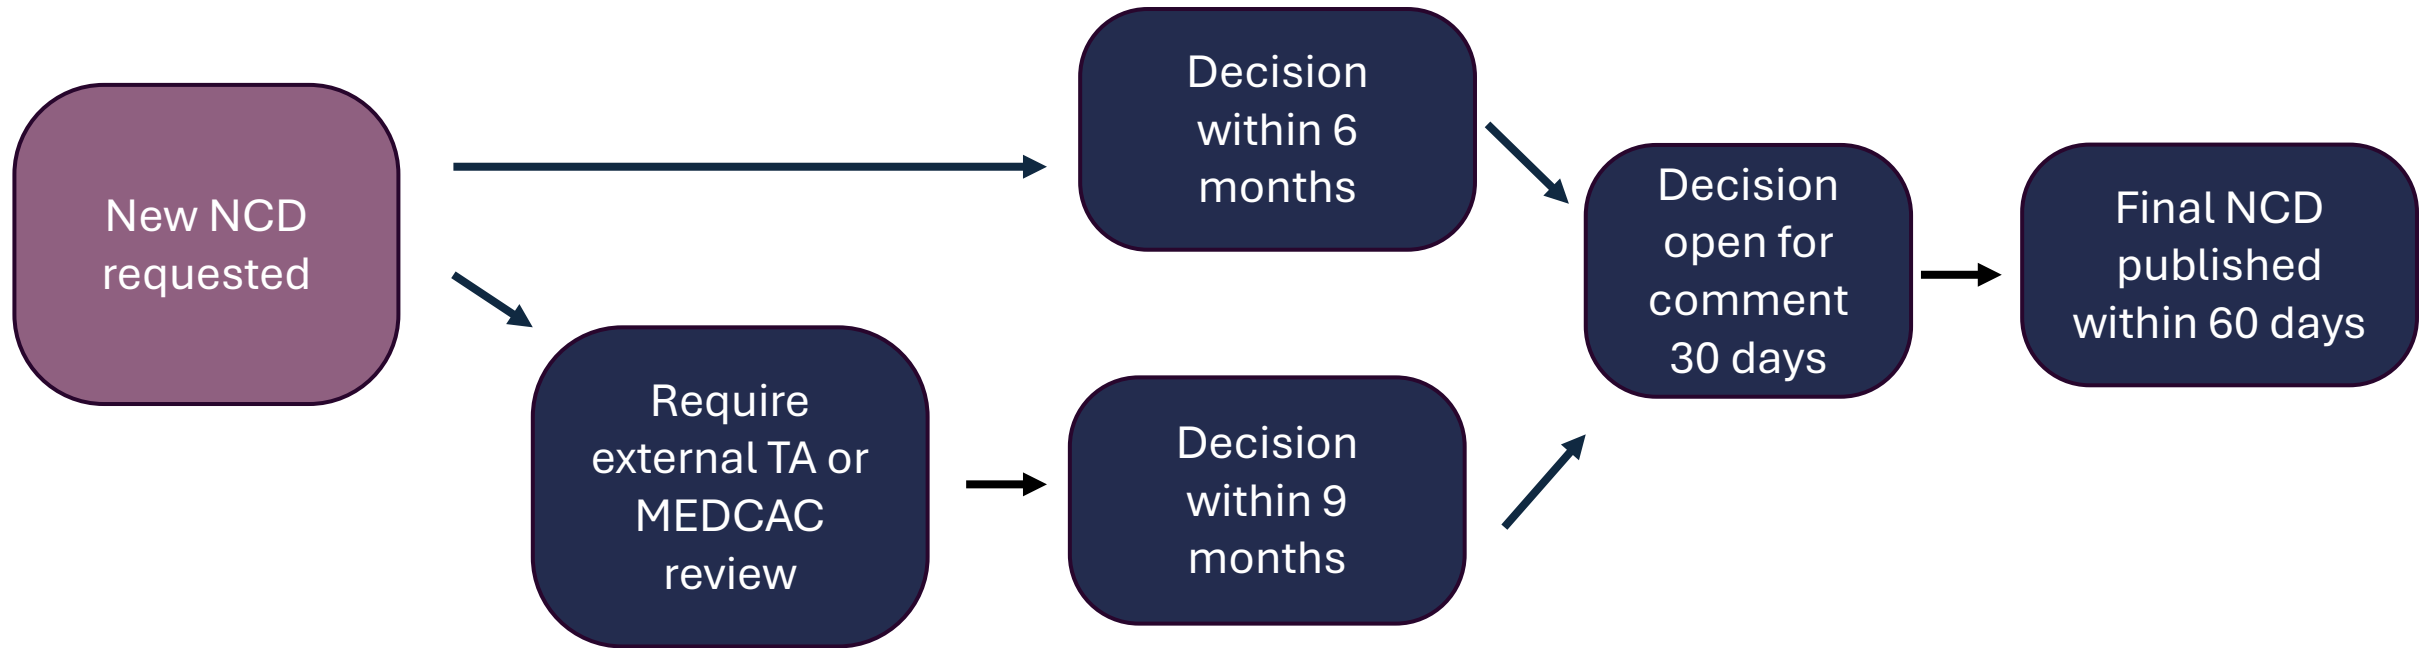 New NCD
requested
Decision
within 6
months
Require
external TA or
MEDCAC
review
Decision
within 9
months
Decision
open for
comment
30 days
Final NCD
published
within 60 days